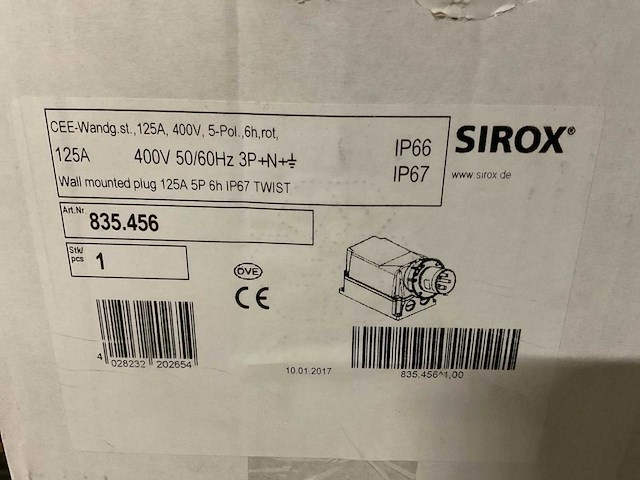 CEE-Wandg.st.,125A, 400V, 5-Pol.,6h,rot,
125A 400V 50/60Hz 3P+N+⏚
Wall mounted plug 125A 5P 6h IP67 TWIST
IP66
IP67
SIROX®
www.sirox.de
Art.Nr 835.456
Stk/
pcs 1
OVE
CE
4 028232 202654
10.01.2017
835.456^1,00